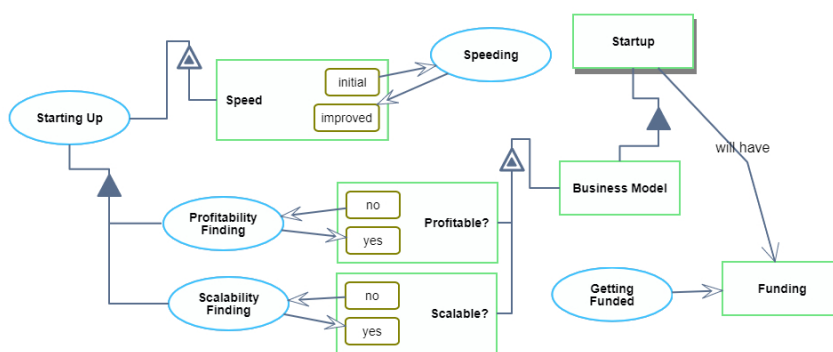 Startup
Speeding
initial
Speed
improved
Starting Up
will have
Business Model
no
Profitability
Finding
Profitable?
yes
Getting
Funded
Funding
no
Scalability
Finding
Scalable?
yes